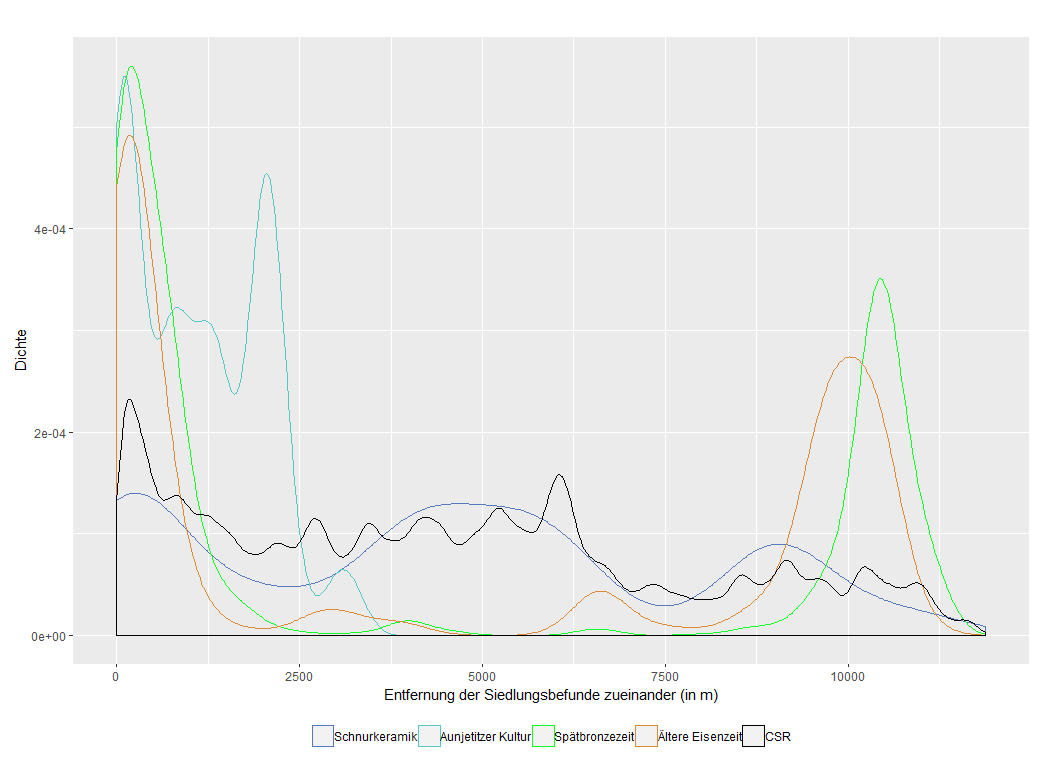 Dichte
4e-04
2e-04
0e+00
0 2500 5000 7500 10000
Entfernung der Siedlungsbefunde zueinander (in m)
Schnurkeramik Aunjetitzer Kultur Spätbronzezeit Ältere Eisenzeit CSR